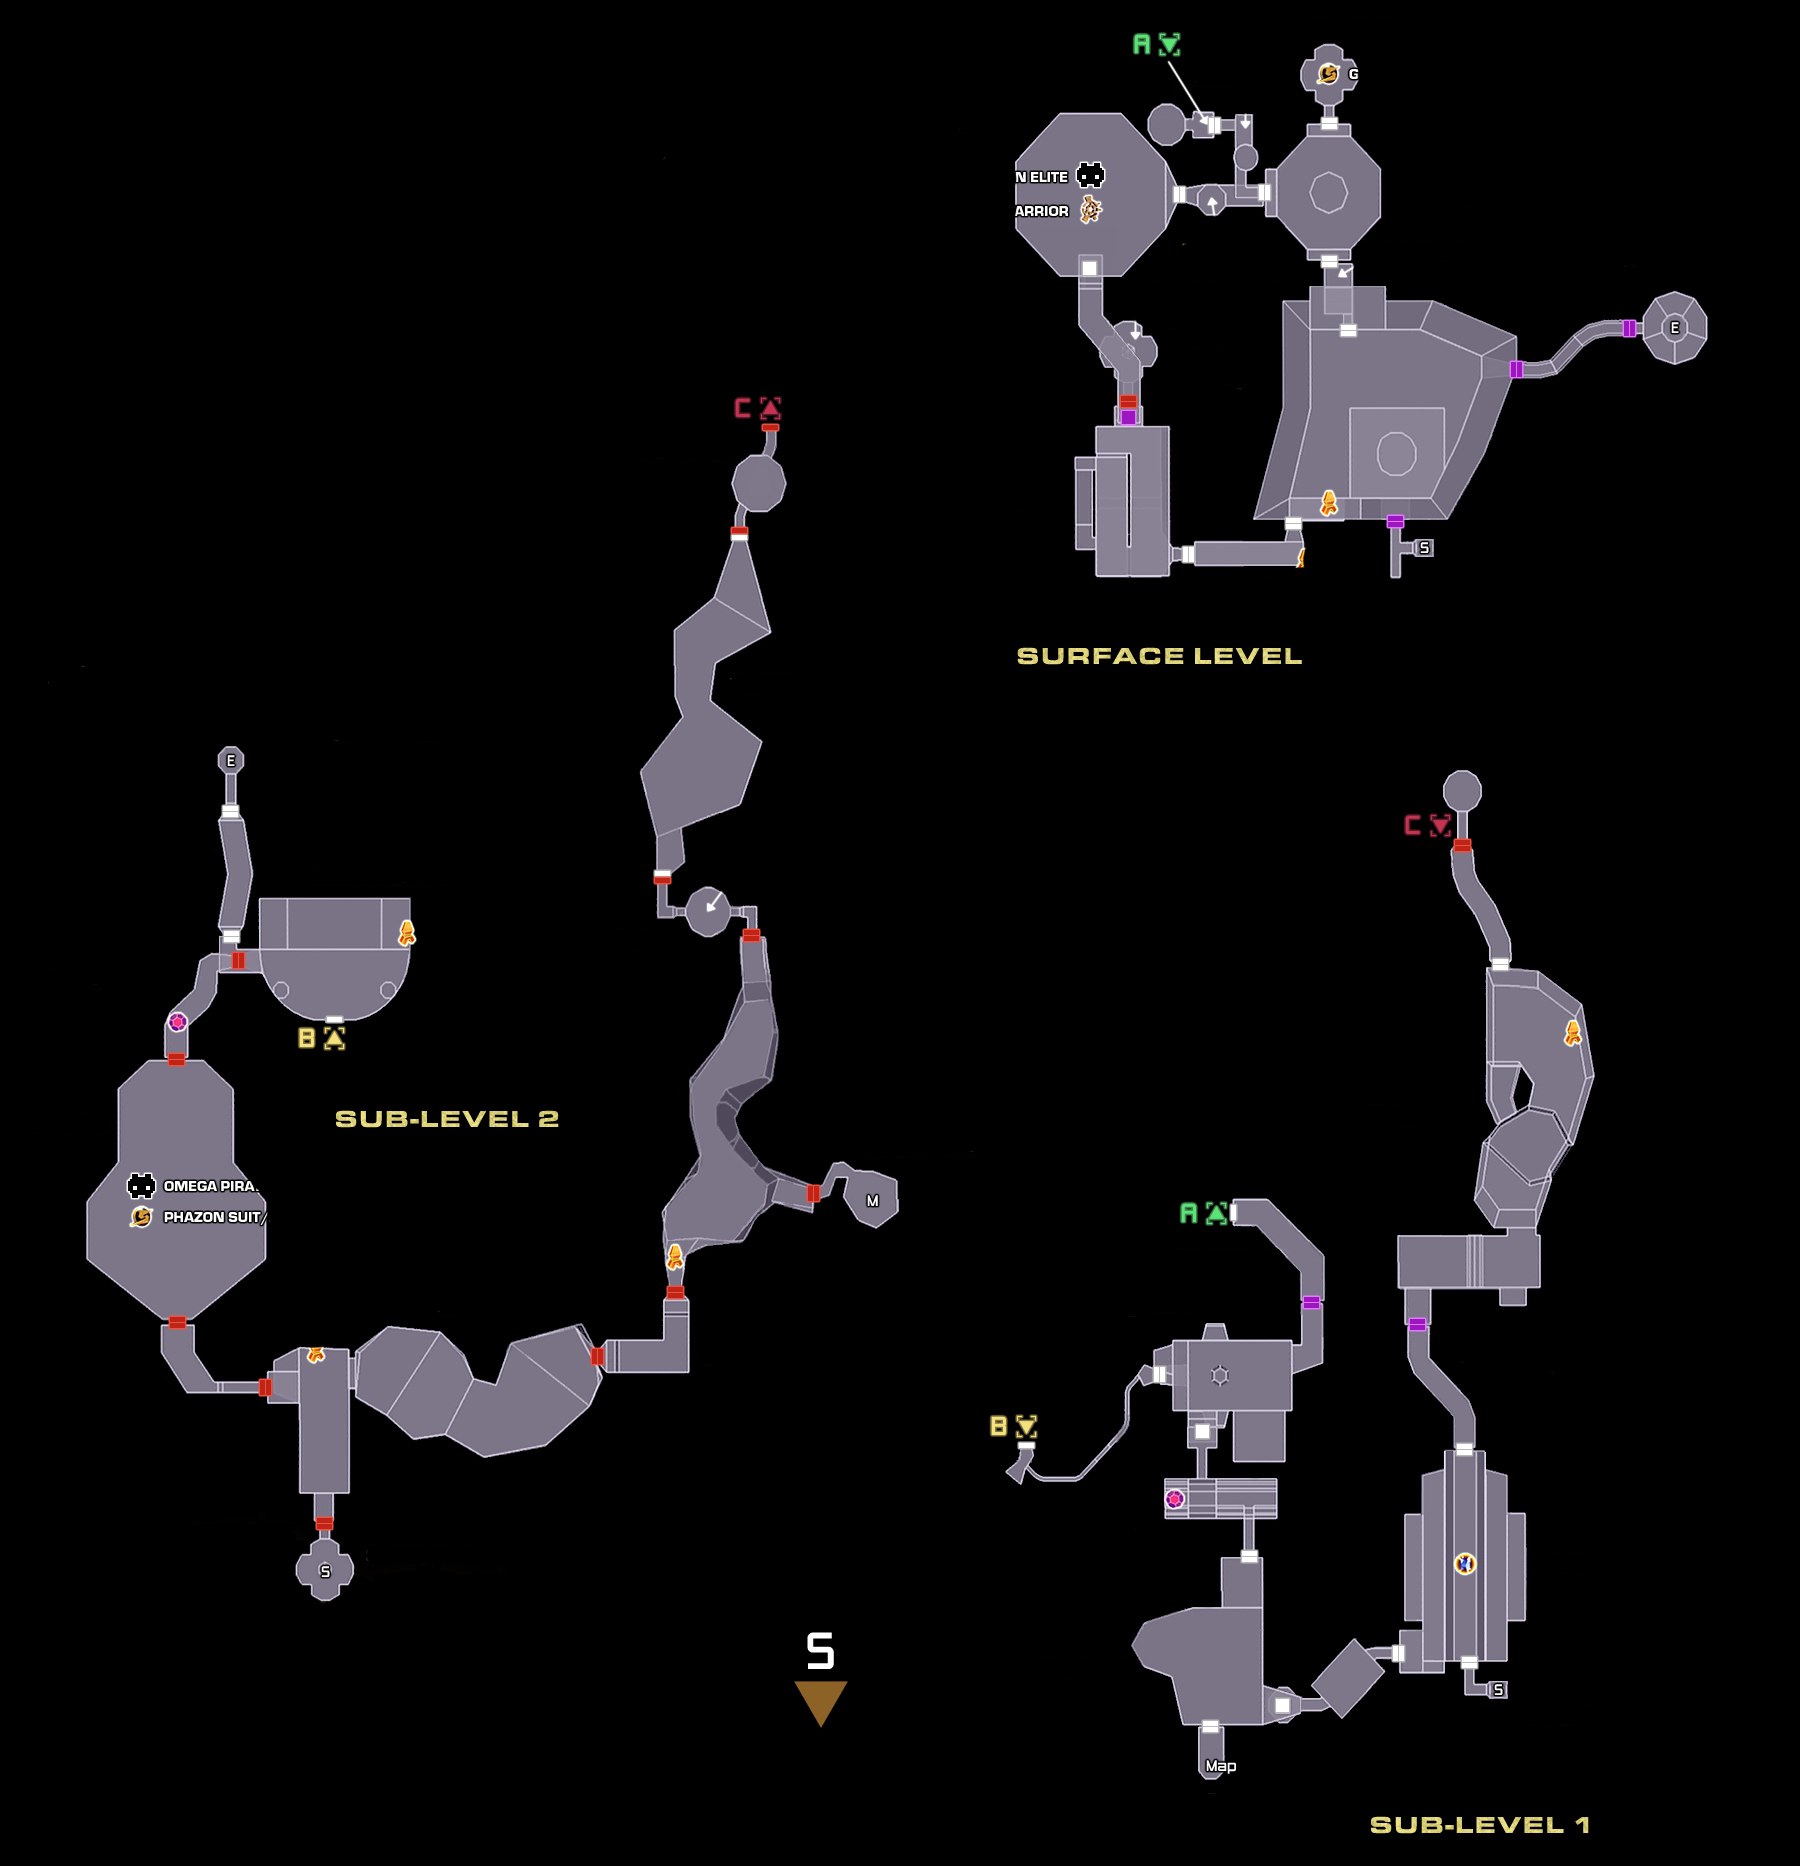 A
G
N ELITE
ARRIOR
E
S
C
SURFACE LEVEL
E
C
B
SUB-LEVEL 2
OMEGA PIRA
PHAZON SUIT/
M
A
B
S
S
S
Map
SUB-LEVEL 1